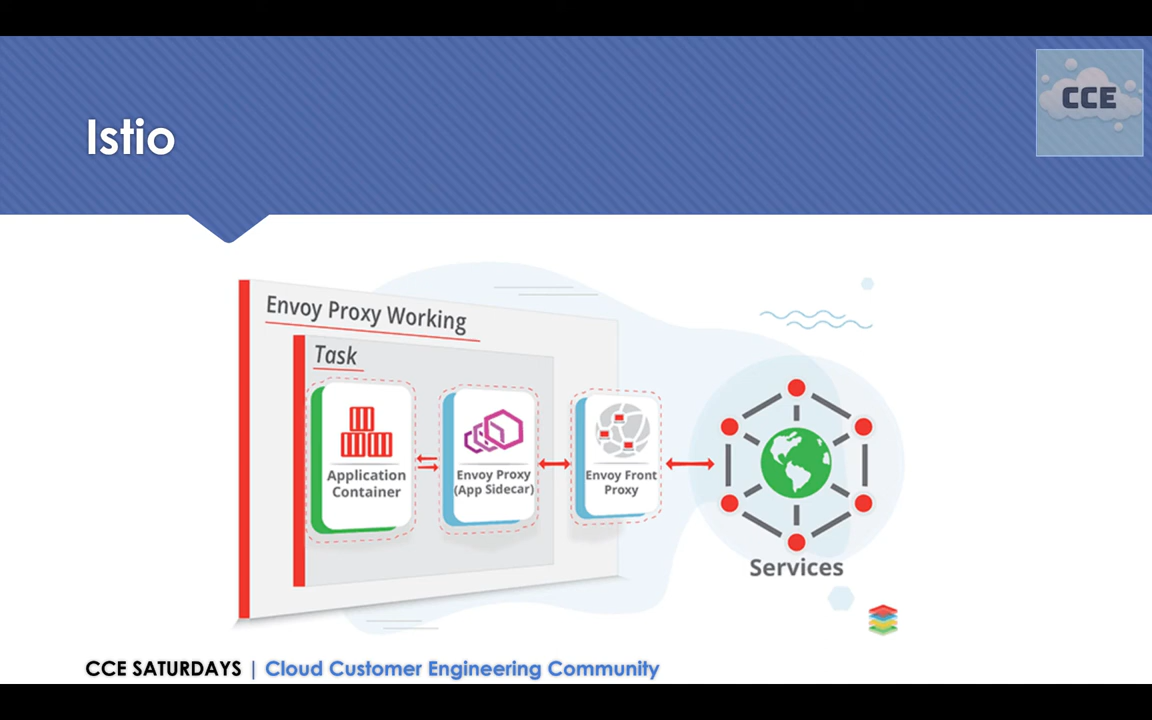 CCE
Istio
Envoy Proxy Working
Task
Application
Container
Envoy Proxy
(App Sidecar)
Envoy Front
Proxy
Services
CCE SATURDAYS | Cloud Customer Engineering Community